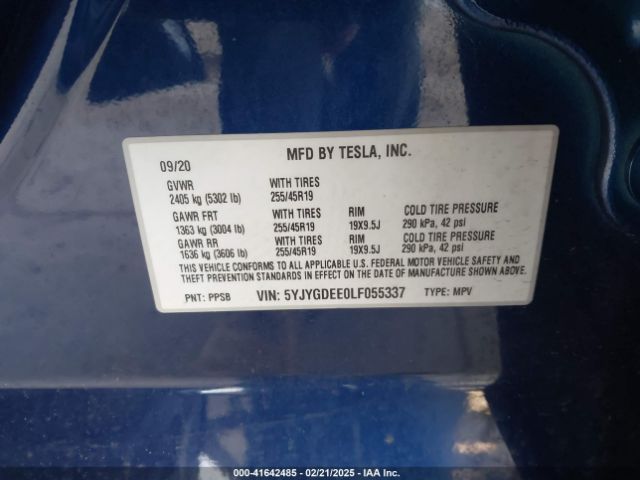 MFD BY TESLA, INC.
09/20
GVWR WITH TIRES
2405 kg (5302 lb) 255/45R19
GAWR FRT WITH TIRES RIM COLD TIRE PRESSURE
1363 kg (3004 lb) 255/45R19 19X9.5J 290 kPa, 42 psi
GAWR RR WITH TIRES RIM COLD TIRE PRESSURE
1636 kg (3606 lb) 255/45R19 19X9.5J 290 kPa, 42 psi
THIS VEHICLE CONFORMS TO ALL APPLICABLE U.S. FEDERAL MOTOR VEHICLE SAFETY AND
THEFT PREVENTION STANDARDS IN EFFECT ON THE DATE OF MANUFACTURE SHOWN ABOVE.
PNT: PPSB VIN: 5YJYGDEE0LF055337 TYPE: MPV
000-41642485 - 02/21/2025 - IAA Inc.